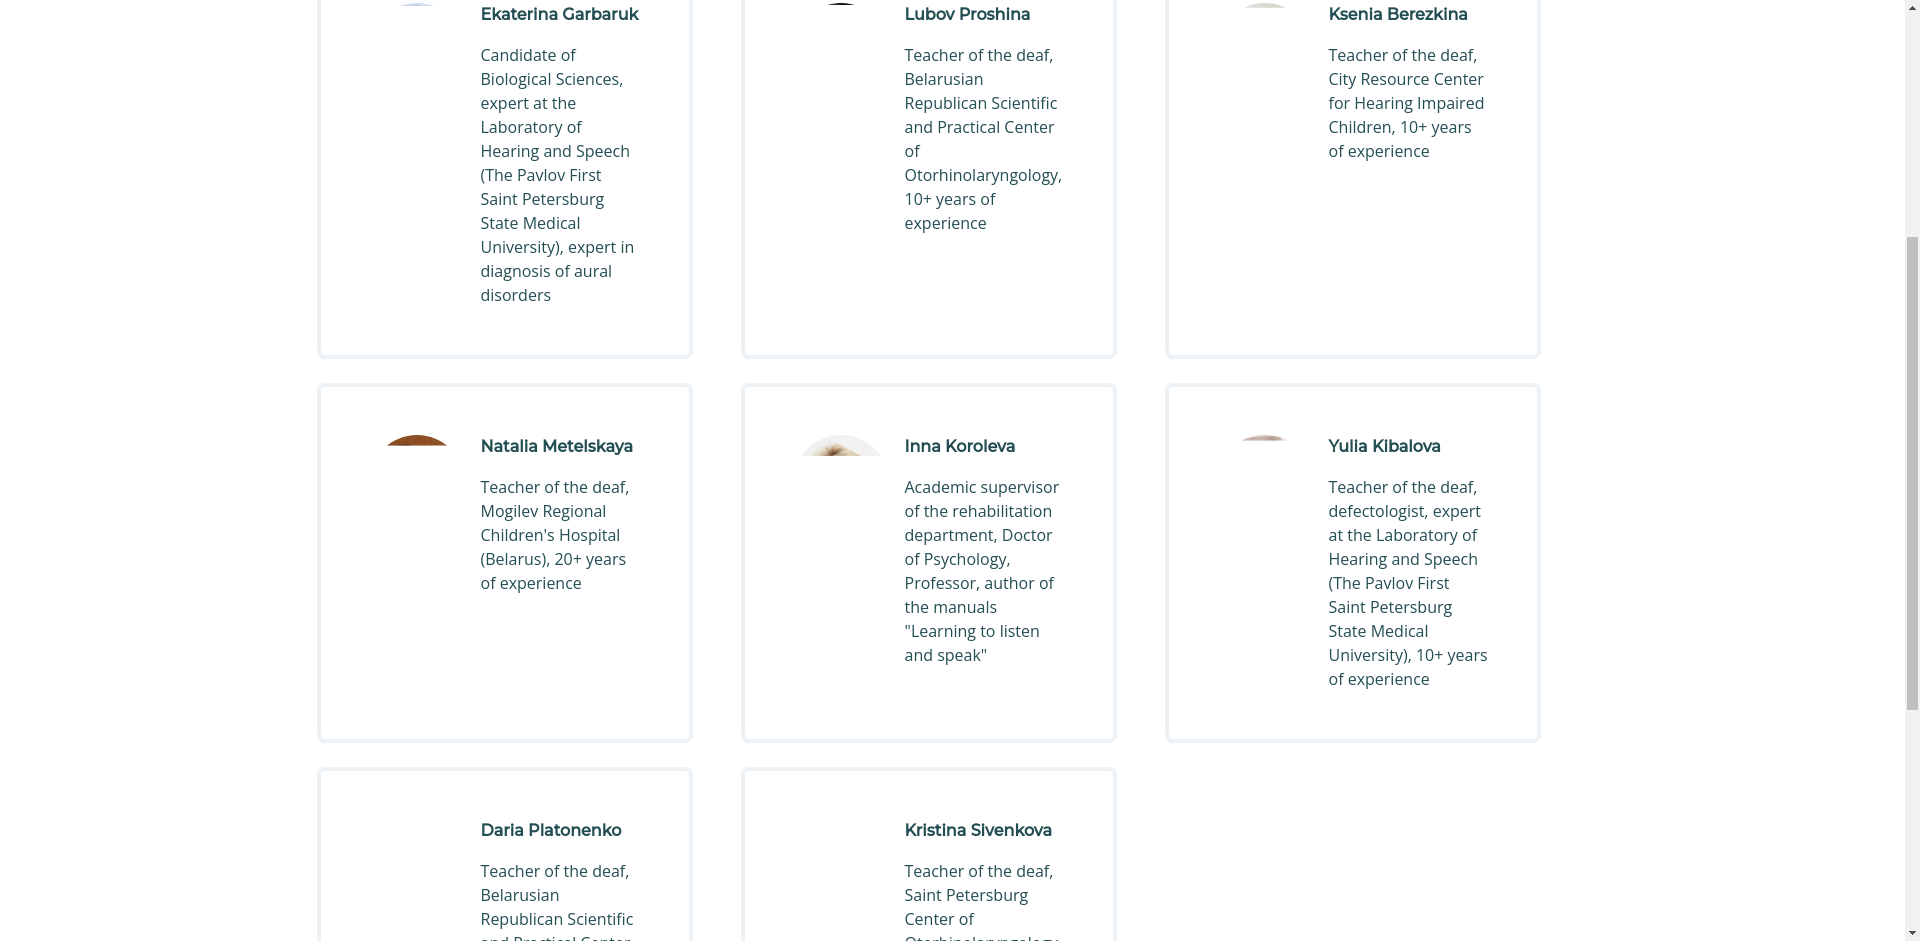 Ekaterina Garbaruk
Candidate of
Biological Sciences,
expert at the
Laboratory of
Hearing and Speech
(The Pavlov First
Saint Petersburg
State Medical
University), expert in
diagnosis of aural
disorders
Lubov Proshina
Teacher of the deaf,
Belarusian
Republican Scientific
and Practical Center
of
Otorhinolaryngology,
10+ years of
experience
Ksenia Berezkina
Teacher of the deaf,
City Resource Center
for Hearing Impaired
Children, 10+ years
of experience
Natalia Metelskaya
Teacher of the deaf,
Mogilev Regional
Children's Hospital
(Belarus), 20+ years
of experience
Inna Koroleva
Academic supervisor
of the rehabilitation
department, Doctor
of Psychology,
Professor, author of
the manuals
"Learning to listen
and speak"
Yulia Kibalova
Teacher of the deaf,
defectologist, expert
at the Laboratory of
Hearing and Speech
(The Pavlov First
Saint Petersburg
State Medical
University), 10+ years
of experience
Daria Platonenko
Teacher of the deaf,
Belarusian
Republican Scientific
and Practical Center
Kristina Sivenkova
Teacher of the deaf,
Saint Petersburg
Center of
Otorhinolaryngology